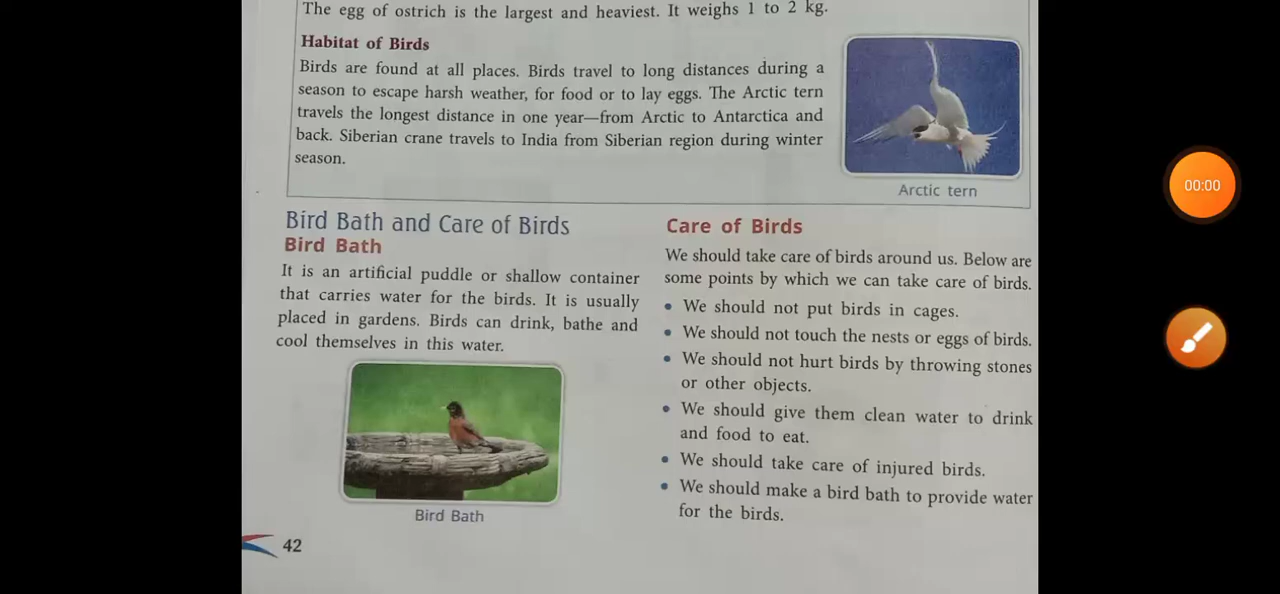 The egg of ostrich is the largest and heaviest. It weighs 1 to 2 kg.
Habitat of Birds
Birds are found at all places. Birds travel to long distances during a
season to escape harsh weather, for food or to lay eggs. The Arctic tern
travels the longest distance in one year—from Arctic to Antarctica and
back. Siberian crane travels to India from Siberian region during winter
season.
Arctic tern
Bird Bath and Care of Birds
Bird Bath
It is an artificial puddle or shallow container
that carries water for the birds. It is usually
placed in gardens. Birds can drink, bathe and
cool themselves in this water.
Bird Bath
42
Care of Birds
We should take care of birds around us. Below are
some points by which we can take care of birds.
• We should not put birds in cages.
• We should not touch the nests or eggs of birds.
• We should not hurt birds by throwing stones
or other objects.
• We should give them clean water to drink
and food to eat.
• We should take care of injured birds.
• We should make a bird bath to provide water
for the birds.
00:00